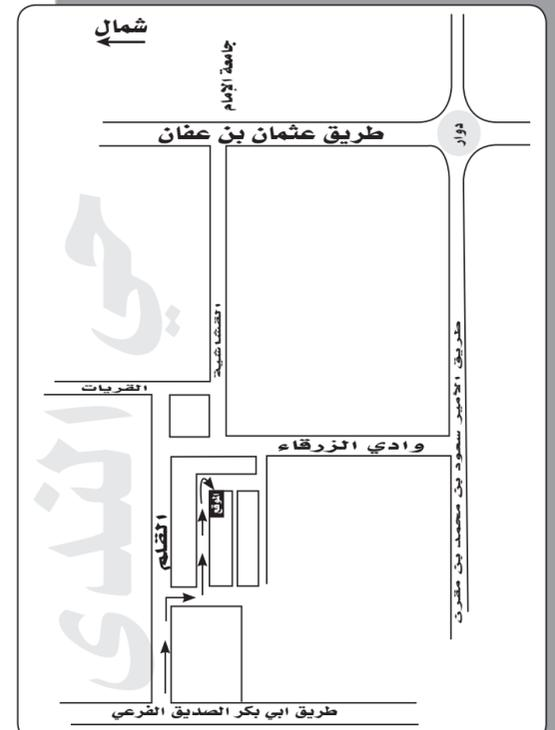 شمال
جامعة الإمام
طريق عثمان بن عفان
دوار
القشاشية
طريق الامير سعود بن محمد بن مقرن
القريات
وادي الزرقاء
حي الندى
الموقع
القلم
طريق ابي بكر الصديق الفرعي